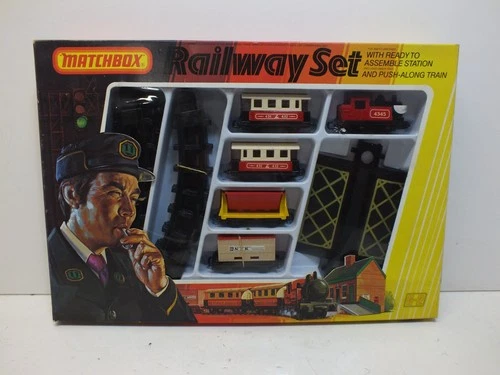 MATCHBOX
Railway Set
WITH READY TO
ASSEMBLE STATION
AND PUSH-ALONG TRAIN
4345